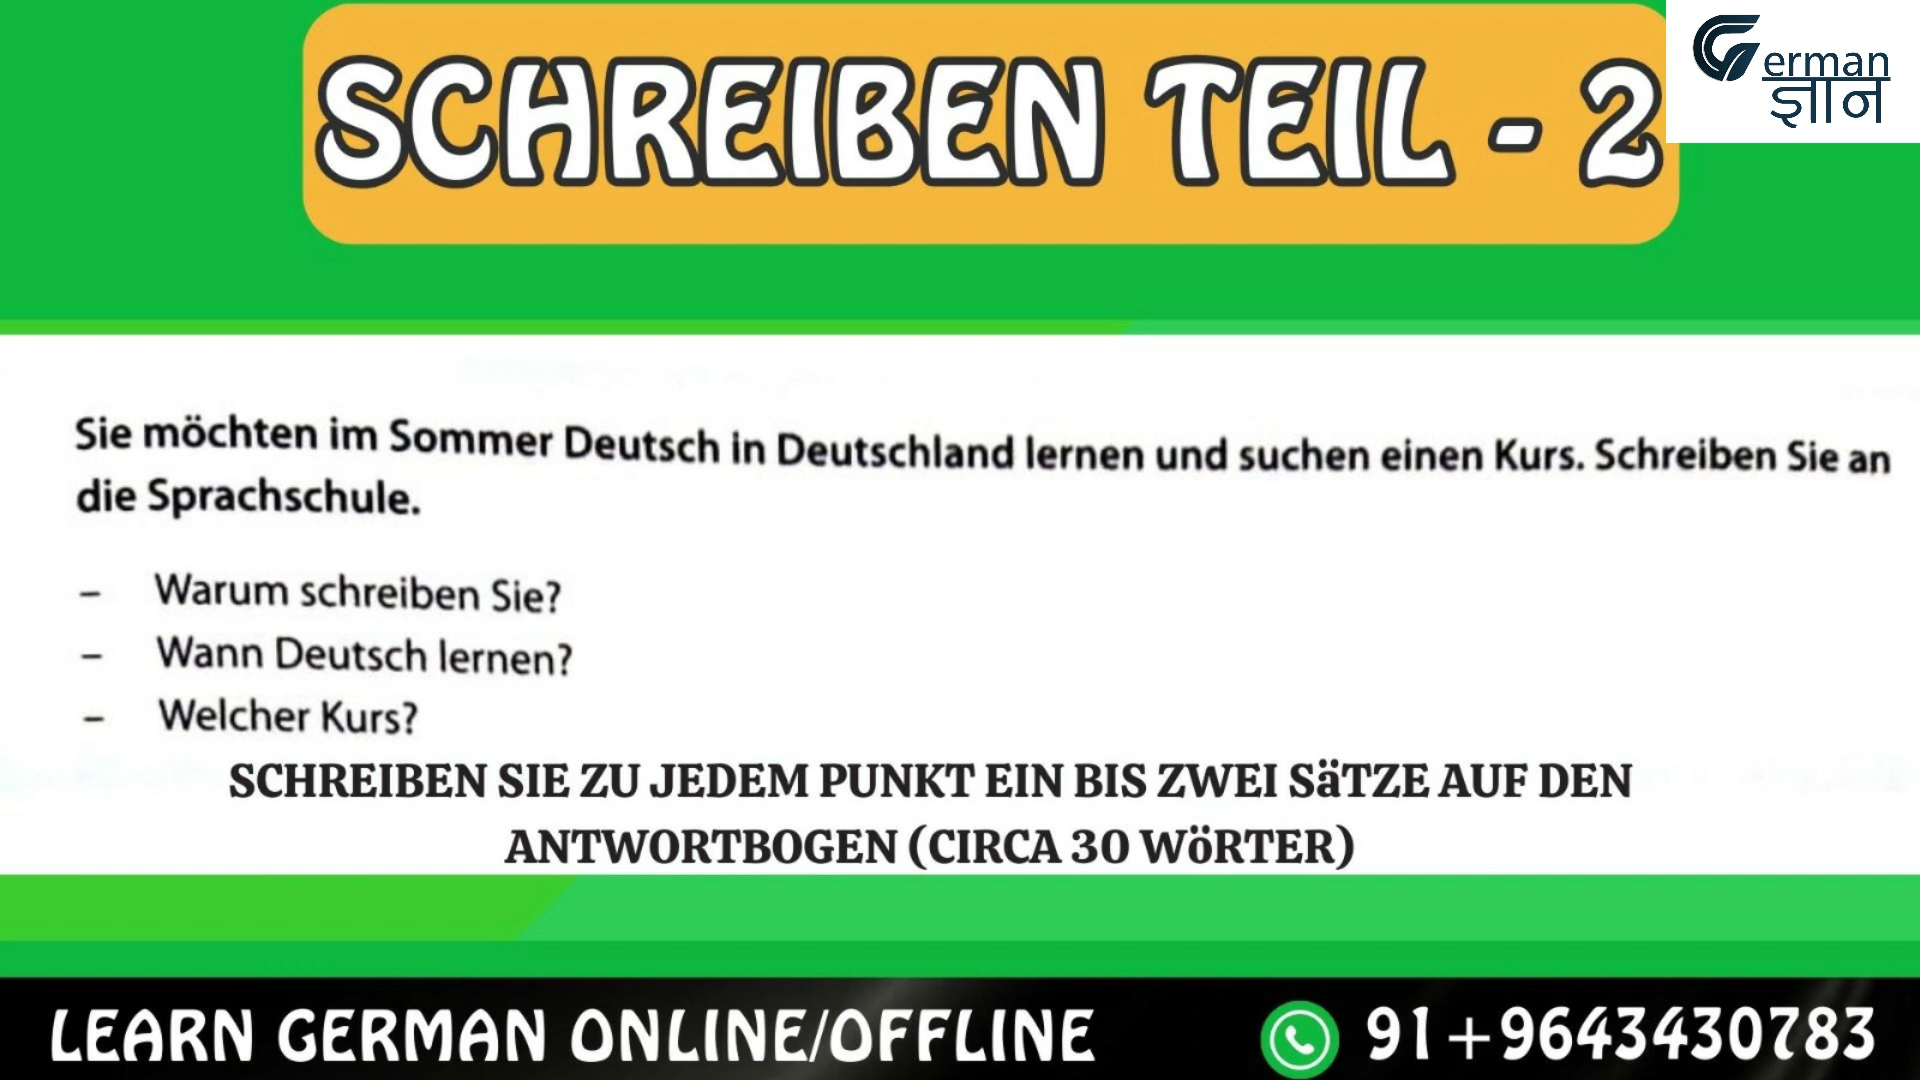 SCHREIBEN TEIL - 2
German
ज्ञान
Sie möchten im Sommer Deutsch in Deutschland lernen und suchen einen Kurs. Schreiben Sie an
die Sprachschule.
– Warum schreiben Sie?
– Wann Deutsch lernen?
– Welcher Kurs?
SCHREIBEN SIE ZU JEDEM PUNKT EIN BIS ZWEI SäTZE AUF DEN
ANTWORTBOGEN (CIRCA 30 WöRTER)
LEARN GERMAN ONLINE/OFFLINE
91+9643430783